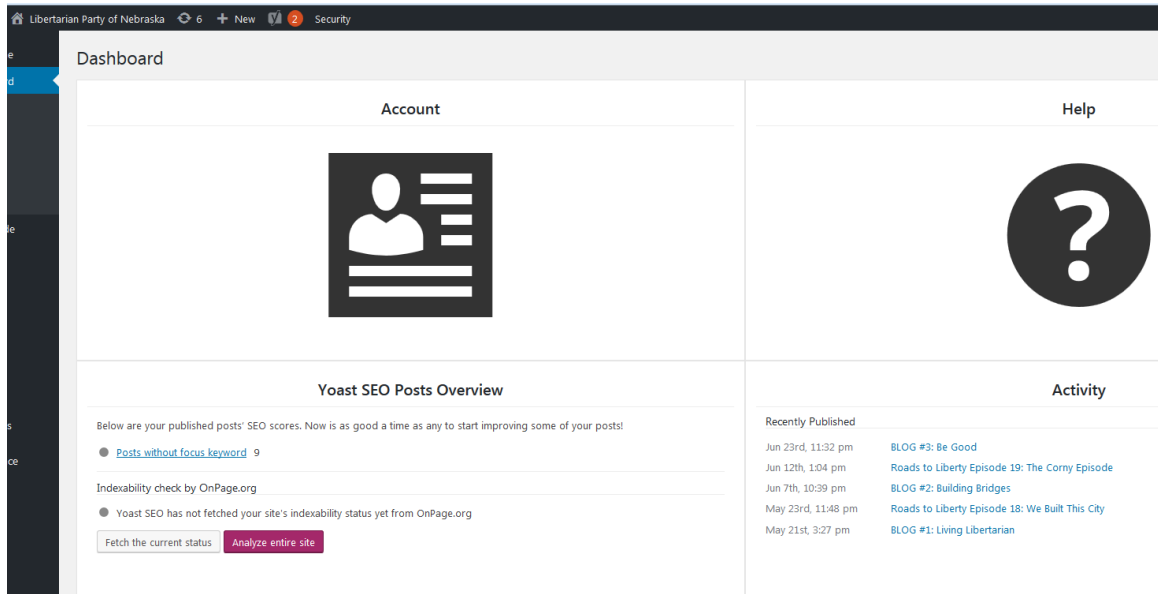 Libertarian Party of Nebraska 6 + New 2 Security
Dashboard
Account
Help
?
Yoast SEO Posts Overview
Below are your published posts' SEO scores. Now is as good a time as any to start improving some of your posts!
Posts without focus keyword 9
Indexability check by OnPage.org
Yoast SEO has not fetched your site's indexability status yet from OnPage.org
Fetch the current status Analyze entire site
Activity
Recently Published
Jun 23rd, 11:32 pm BLOG #3: Be Good
Jun 12th, 1:04 pm Roads to Liberty Episode 19: The Corny Episode
Jun 7th, 10:39 pm BLOG #2: Building Bridges
May 23rd, 11:48 pm Roads to Liberty Episode 18: We Built This City
May 21st, 3:27 pm BLOG #1: Living Libertarian